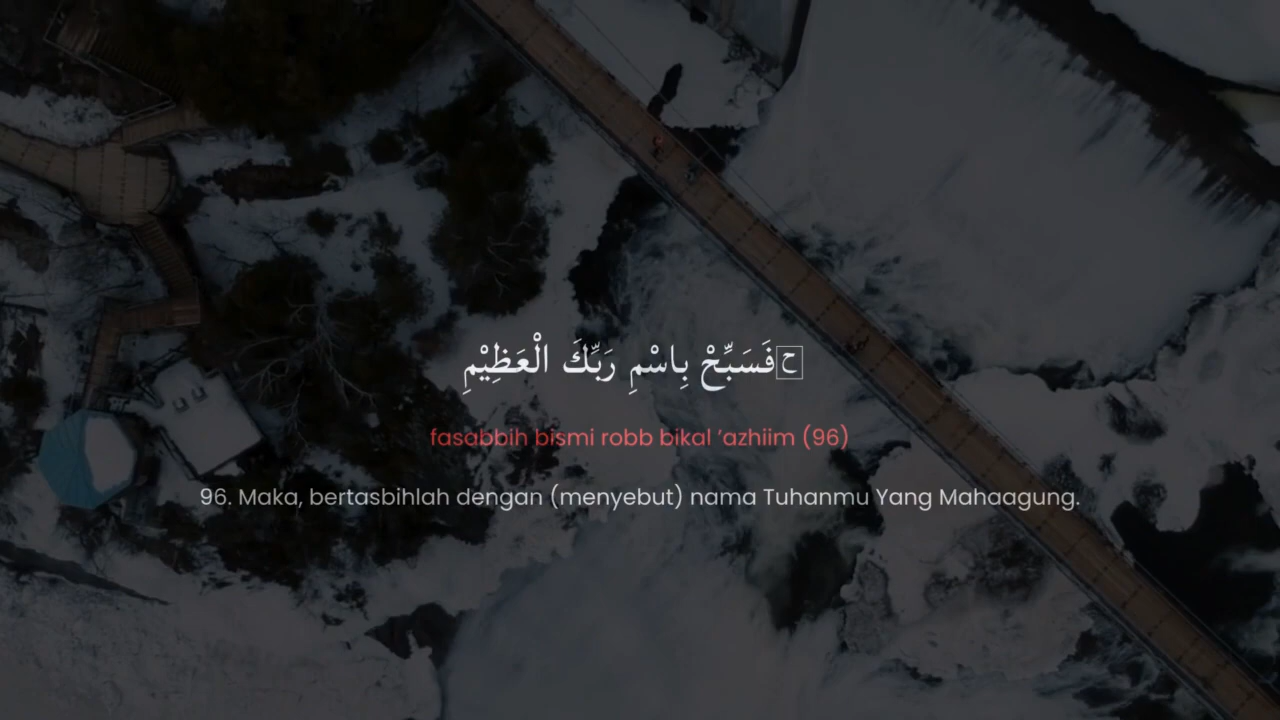 فَسَبِّحْ بِاسْمِ رَبِّكَ الْعَظِيْمِ
fasabbih bismi robb bikal ’azhiim (96)
96. Maka, bertasbihlah dengan (menyebut) nama Tuhanmu Yang Mahaagung.